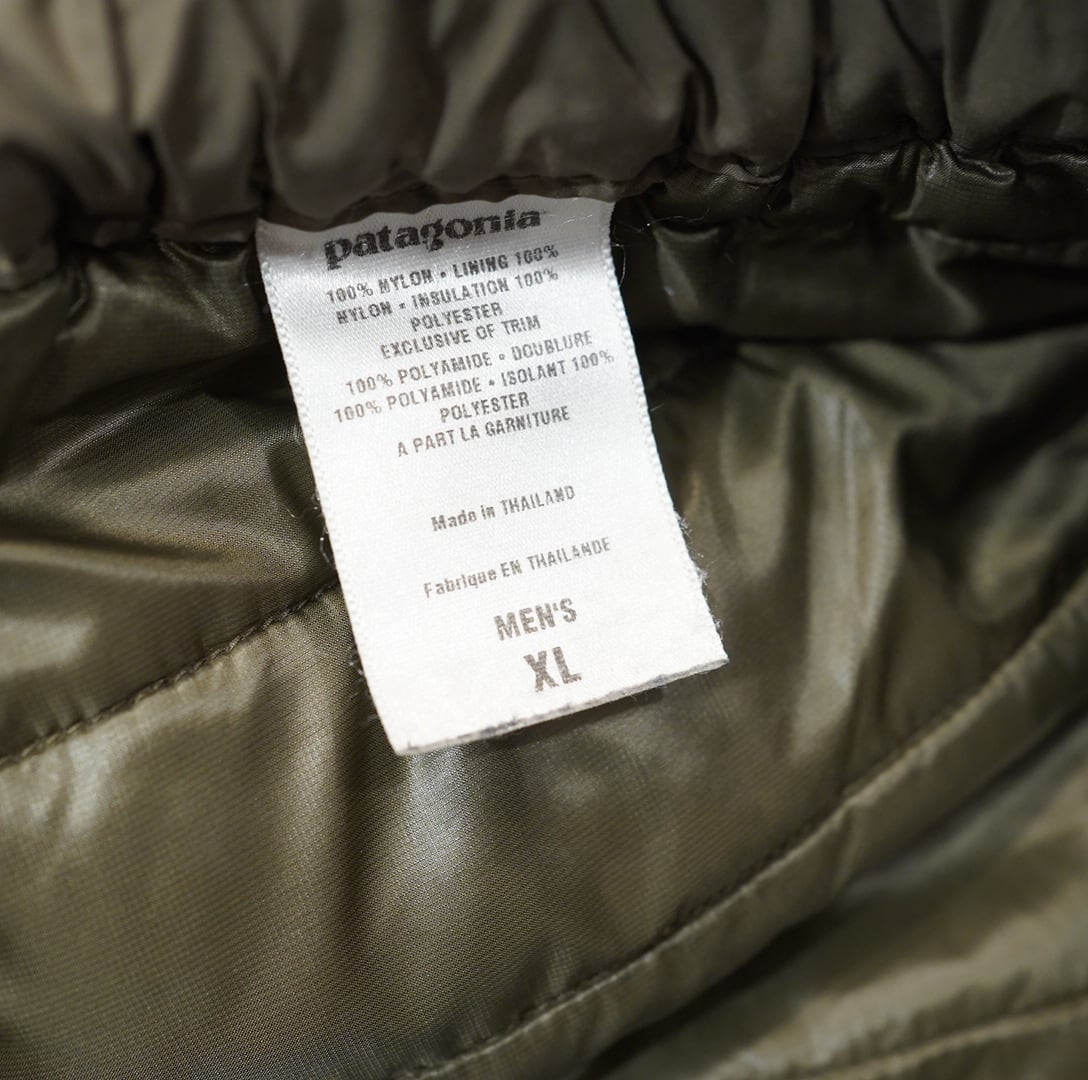 patagonia
100% NYLON • LINING 100%
NYLON • INSULATION 100%
POLYESTER
EXCLUSIVE OF TRIM
100% POLYAMIDE • DOUBLURE
100% POLYAMIDE • ISOLANT 100%
POLYESTER
A PART LA GARNITURE
Made in THAILAND
Fabrique EN THAILANDE
MEN'S
XL